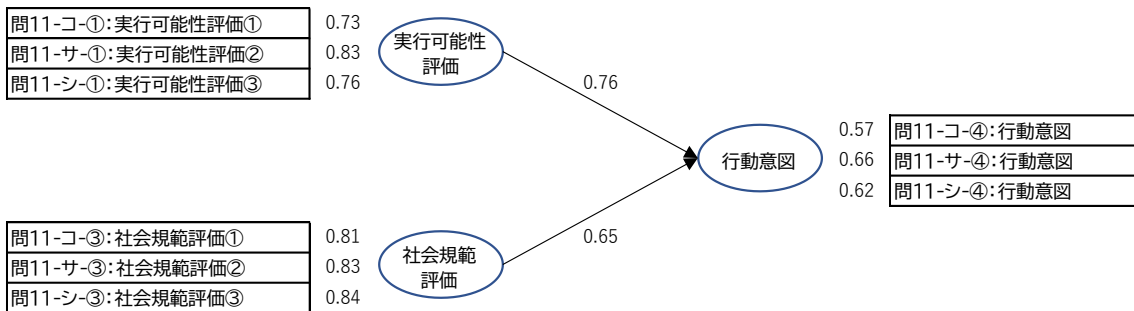 問11-コ-①:実行可能性評価① 0.73
問11-サ-①:実行可能性評価② 0.83
問11-シ-①:実行可能性評価③ 0.76
実行可能性
評価
0.76
行動意図
0.57 問11-コ-④:行動意図
0.66 問11-サ-④:行動意図
0.62 問11-シ-④:行動意図
問11-コ-③:社会規範評価① 0.81
問11-サ-③:社会規範評価② 0.83
問11-シ-③:社会規範評価③ 0.84
社会規範
評価
0.65